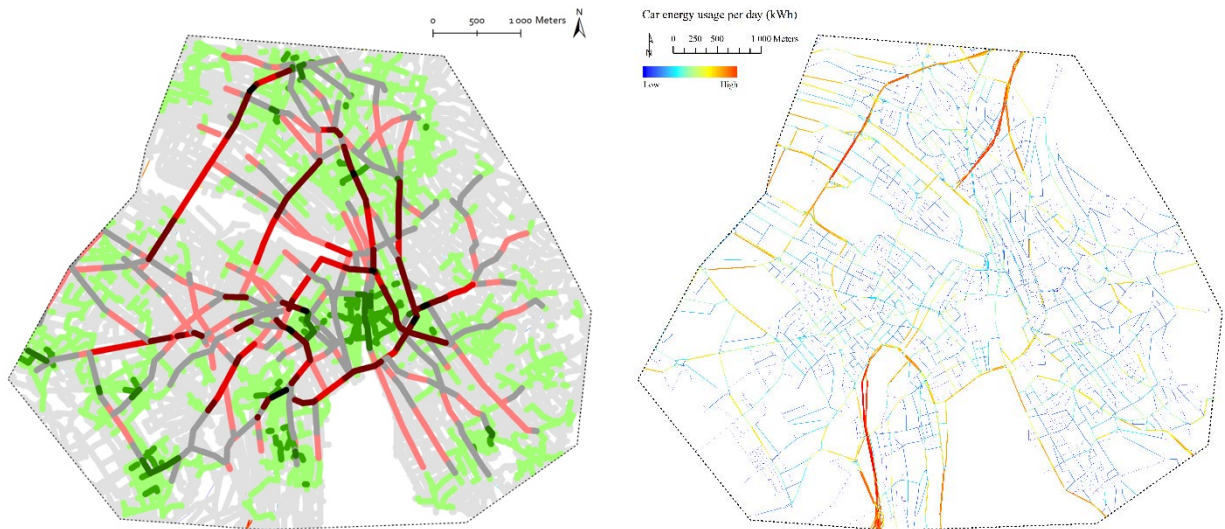 0 500 1 000 Meters
N
Car energy usage per day (kWh)
N
0 250 500 1 000 Meters
Low High